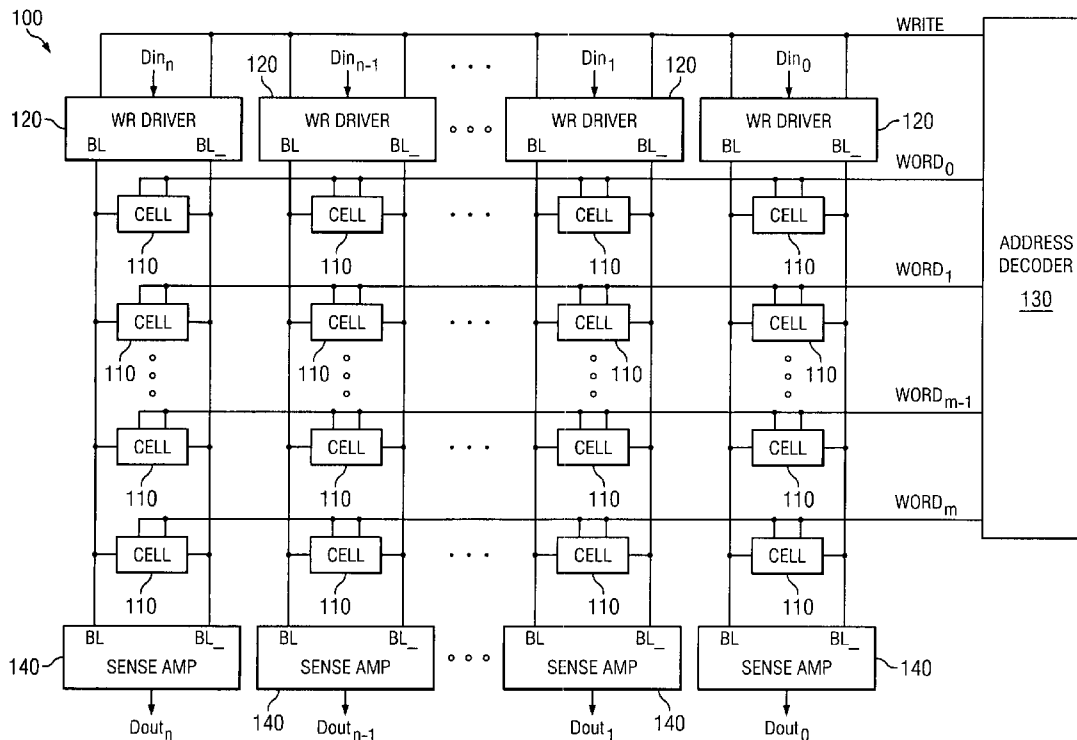 100
WRITE
Din_n 120 Din_n-1 Din_1 120 Din_0
120 WR DRIVER WR DRIVER WR DRIVER WR DRIVER 120
BL BL_ BL BL_ BL BL_ BL BL_
WORD_0
CELL CELL CELL CELL
110 110 110 110
ADDRESS
DECODER
130
WORD_1
CELL CELL CELL CELL
110 110 110 110
WORD_m-1
CELL CELL CELL CELL
110 110 110 110
WORD_m
CELL CELL CELL CELL
110 110 110 110
BL BL_ BL BL_ BL BL_ BL BL_
140 SENSE AMP SENSE AMP SENSE AMP SENSE AMP 140
Dout_n 140 Dout_n-1 Dout_1 140 Dout_0